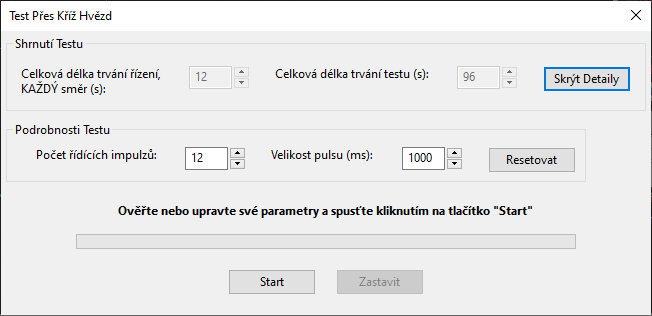 Test Přes Kříž Hvězd
Shrnutí Testu
Celková délka trvání řízení, KAŽDÝ směr (s):
12
Celková délka trvání testu (s):
96
Skrýt Detaily
Podrobnosti Testu
Počet řídících impulzů:
12
Velikost pulsu (ms):
1000
Resetovat
Ověřte nebo upravte své parametry a spusťte kliknutím na tlačítko "Start"
Start
Zastavit